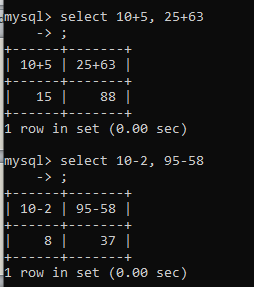 mysql> select 10+5, 25+63
    -> ;
+------+-------+
| 10+5 | 25+63 |
+------+-------+
|   15 |    88 |
+------+-------+
1 row in set (0.00 sec)

mysql> select 10-2, 95-58
    -> ;
+------+-------+
| 10-2 | 95-58 |
+------+-------+
|    8 |    37 |
+------+-------+
1 row in set (0.00 sec)